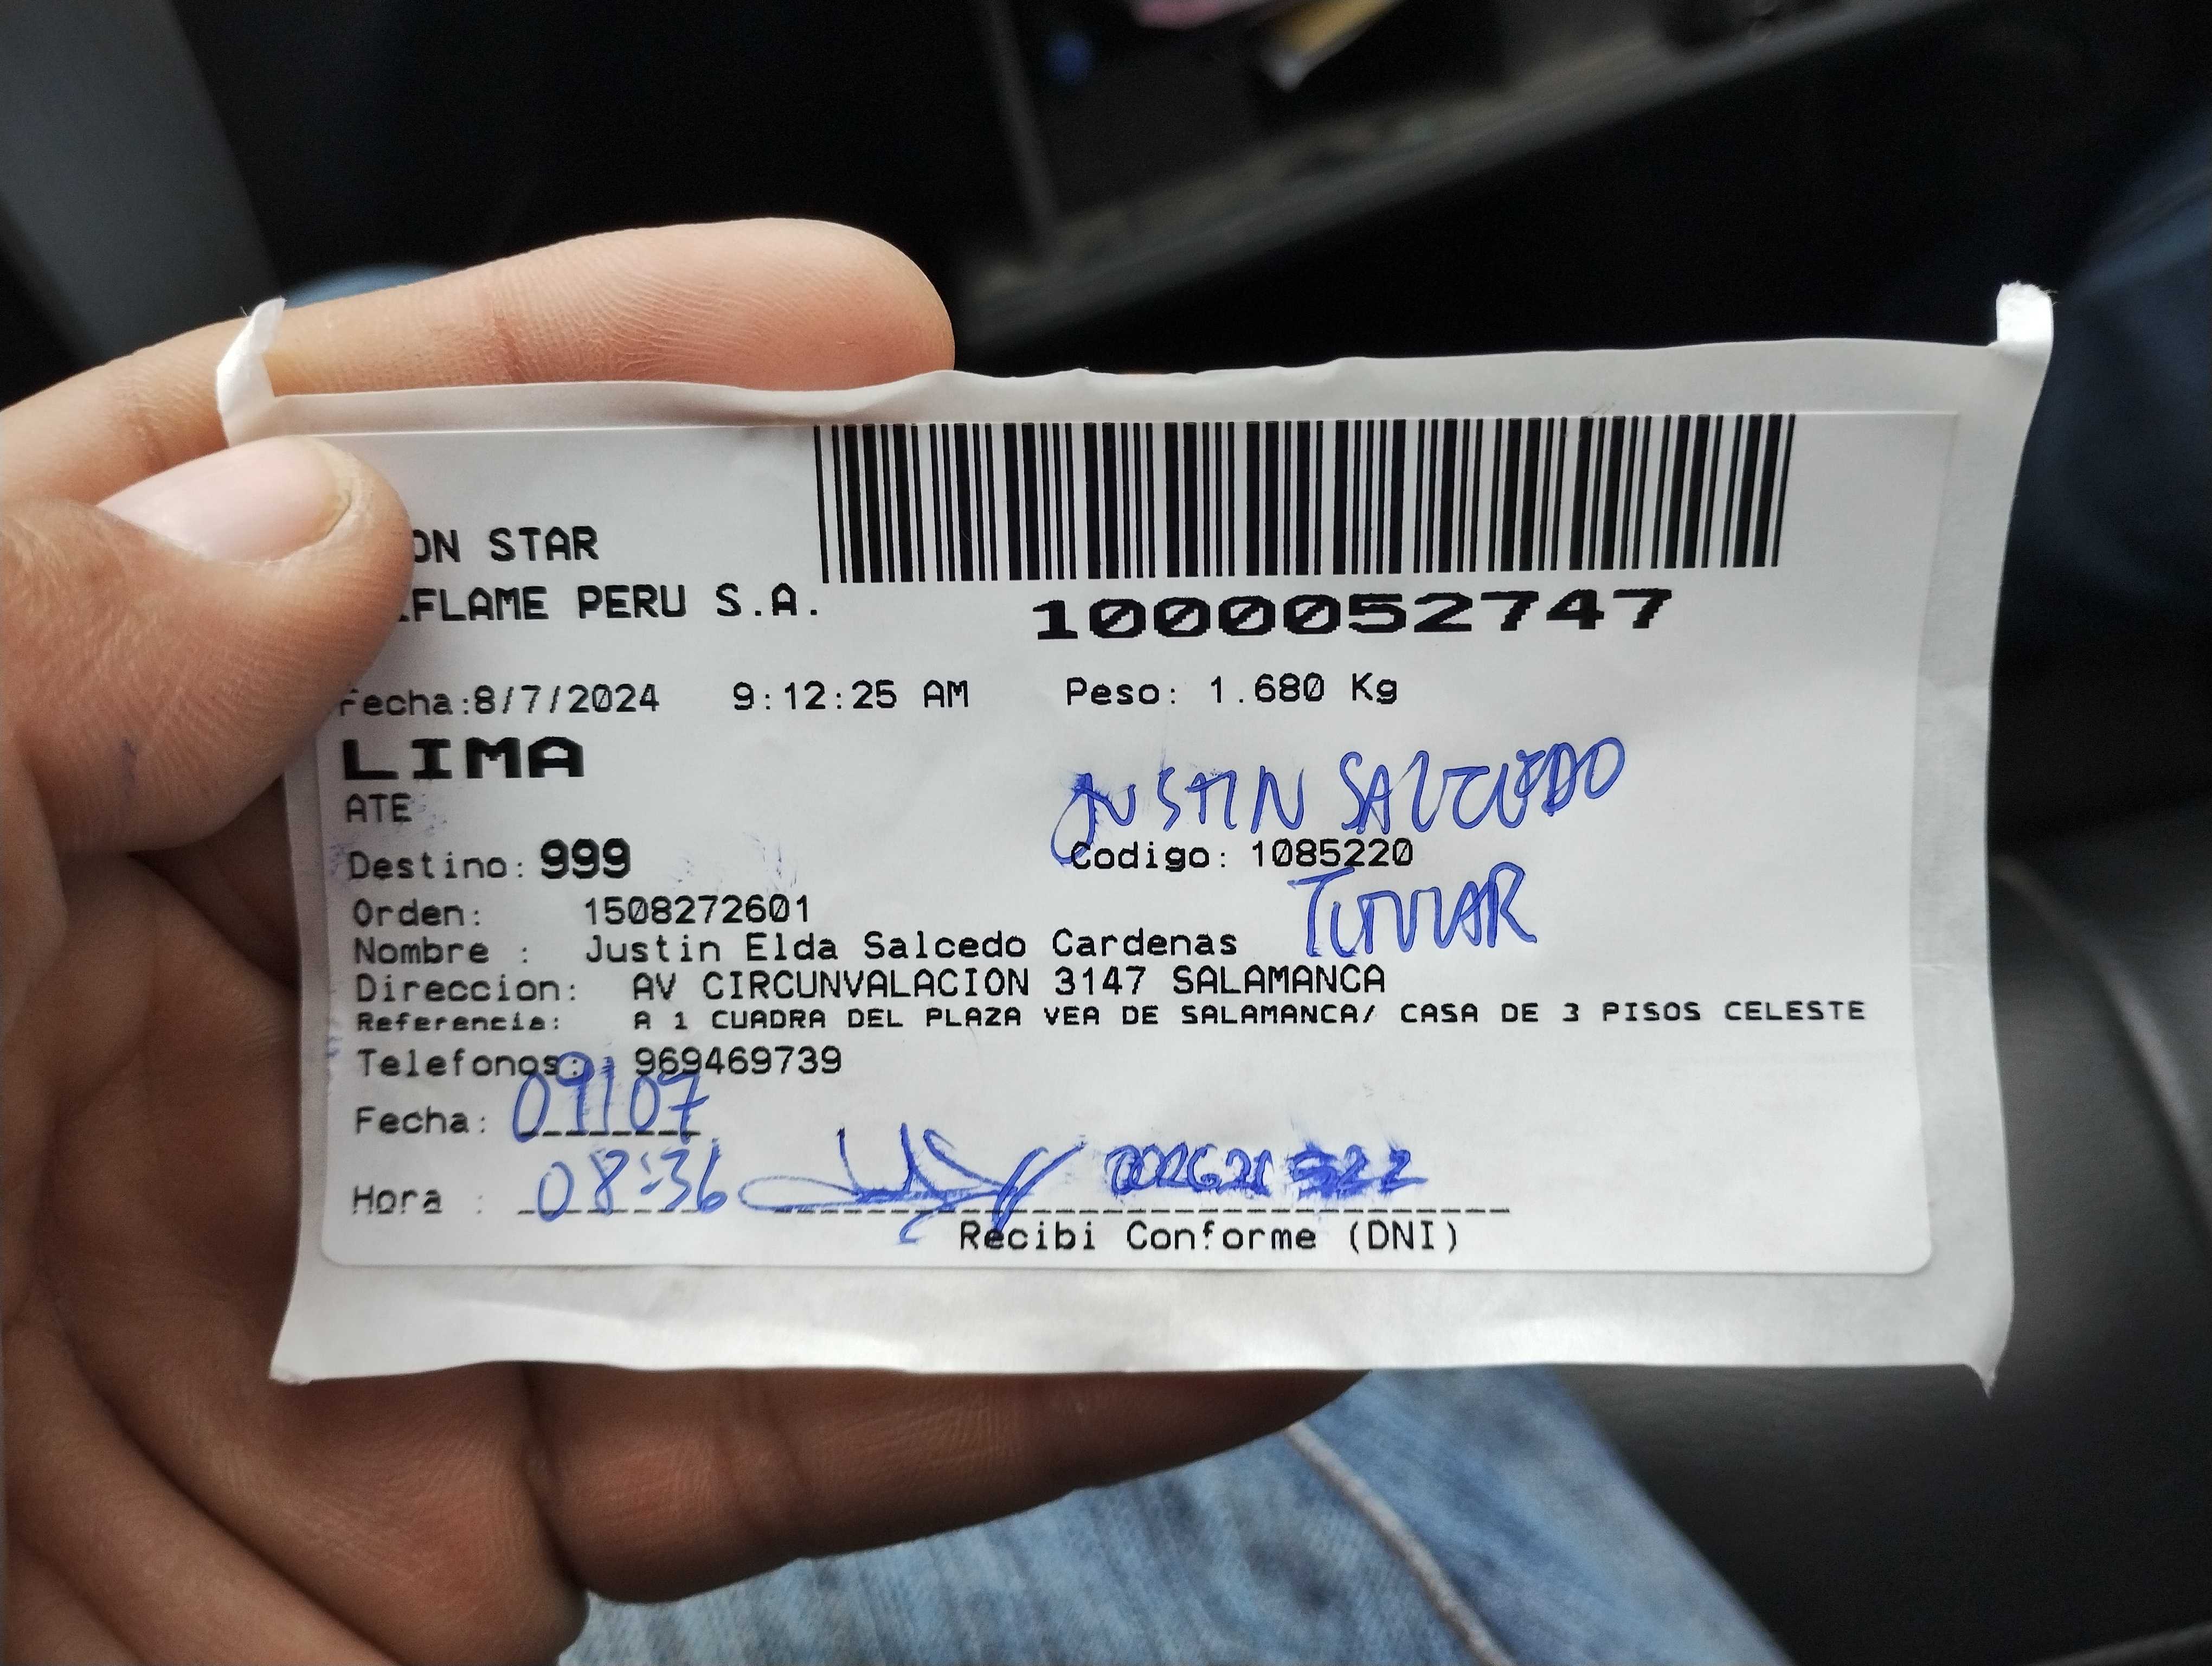 ON STAR
IFLAME PERU S.A.
1000052747
Fecha:8/7/2024 9:12:25 AM Peso: 1.680 Kg
LIMA
JUSTIN SALCEDO
ATE
Destino: 999 Codigo: 1085220
TITULAR
Orden: 1508272601
Nombre : Justin Elda Salcedo Cardenas
Direccion: AV CIRCUNVALACION 3147 SALAMANCA
Referencia: A 1 CUADRA DEL PLAZA VEA DE SALAMANCA/ CASA DE 3 PISOS CELESTE
Telefonos: 969469739
Fecha: 09/07
Hora : 08:36
Recibi Conforme (DNI)